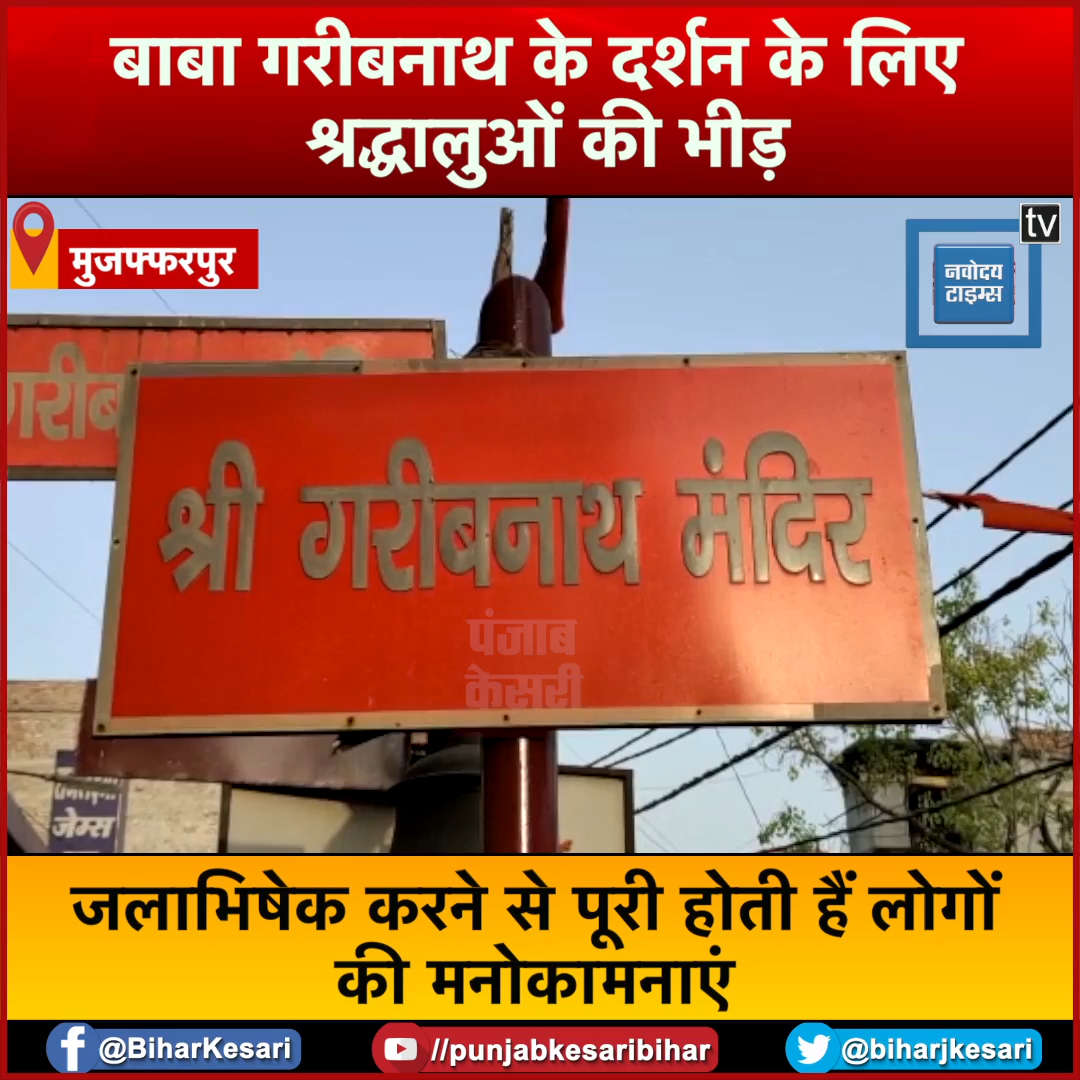 बाबा गरीबनाथ के दर्शन के लिए
श्रद्धालुओं की भीड़
मुजफ्फरपुर
tv
नवोदय
टाइम्स
गरीब
श्री गरीबनाथ मंदिर
पंजाब
केसरी
जेम्स
जलाभिषेक करने से पूरी होती हैं लोगों
की मनोकामनाएं
@BiharKesari
//punjabkesaribihar
@biharjkesari